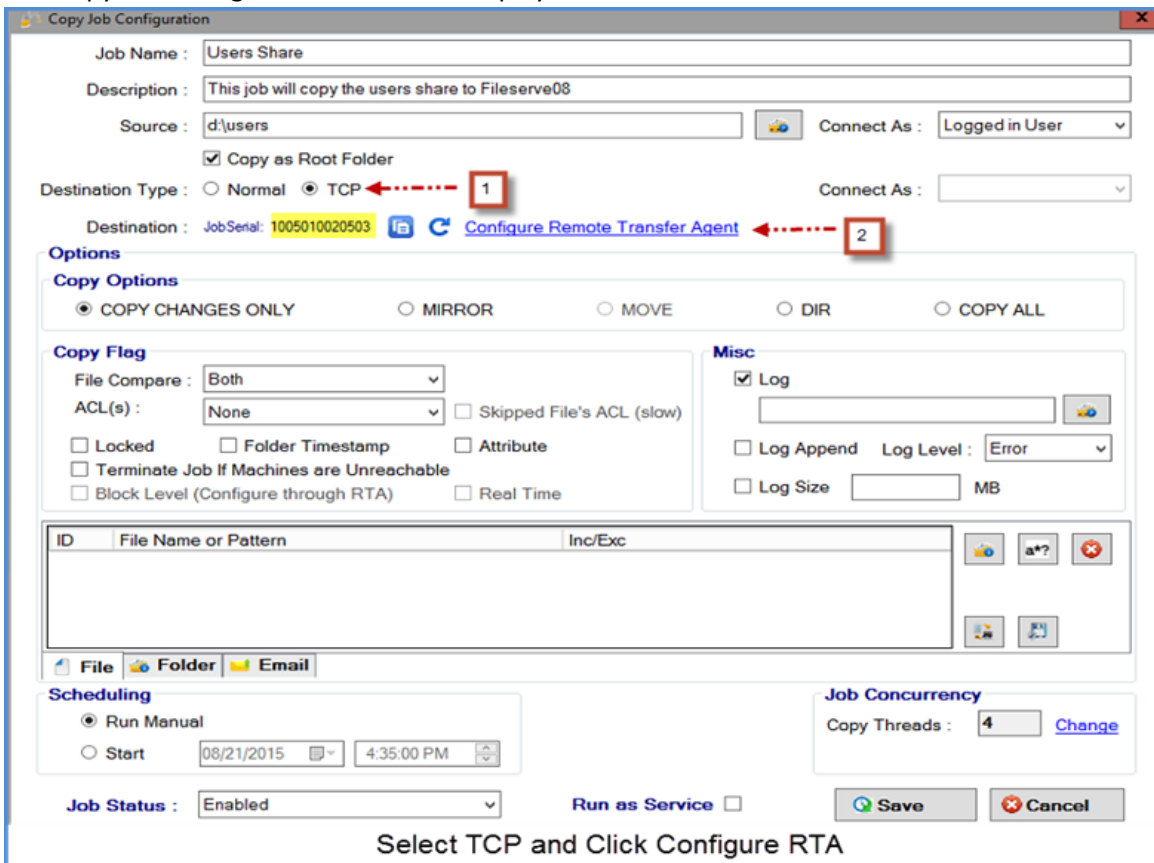 Copy Job Configuration
Job Name : Users Share
Description : This job will copy the users share to Fileserve08
Source : d:\users Connect As : Logged in User
Copy as Root Folder
Destination Type : Normal TCP 1 Connect As :
Destination : JobSerial: 1005010020503 Configure Remote Transfer Agent 2
Options
Copy Options
COPY CHANGES ONLY MIRROR MOVE DIR COPY ALL
Copy Flag Misc
File Compare : Both Log
ACL(s) : None Skipped File's ACL (slow)
Locked Folder Timestamp Attribute Log Append Log Level : Error
Terminate Job If Machines are Unreachable
Block Level (Configure through RTA) Real Time Log Size MB
ID File Name or Pattern Inc/Exc
a*?
File Folder Email
Scheduling Job Concurrency
Run Manual Copy Threads : 4 Change
Start 08/21/2015 4:35:00 PM
Job Status : Enabled Run as Service Save Cancel
Select TCP and Click Configure RTA